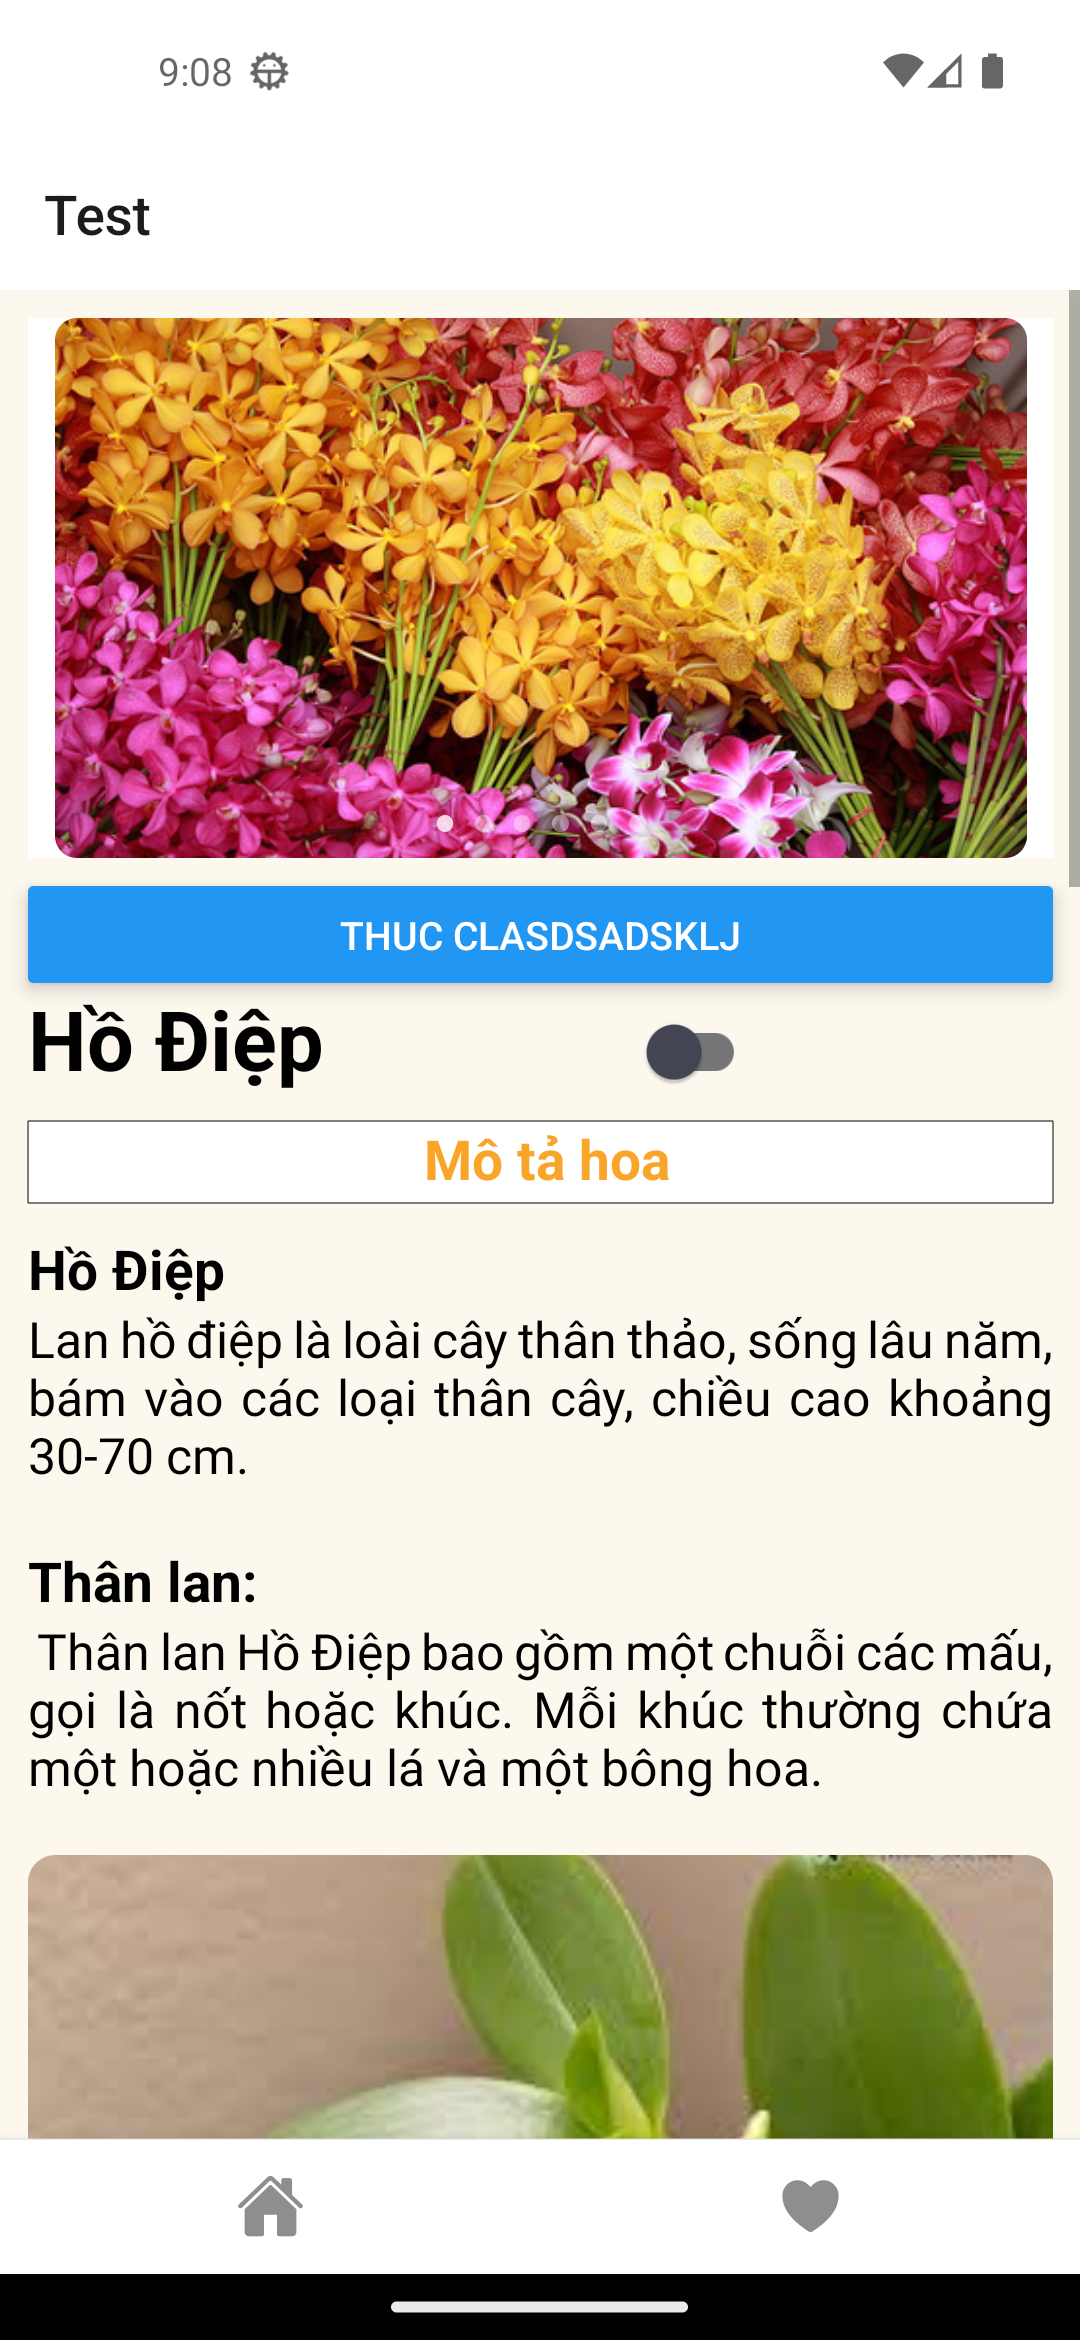 9:08
Test
THUC CLASDSADSKLJ
Hồ Điệp
Mô tả hoa
Hồ Điệp
Lan hồ điệp là loài cây thân thảo, sống lâu năm,
bám vào các loại thân cây, chiều cao khoảng
30-70 cm.
Thân lan:
Thân lan Hồ Điệp bao gồm một chuỗi các mấu,
gọi là nốt hoặc khúc. Mỗi khúc thường chứa
một hoặc nhiều lá và một bông hoa.